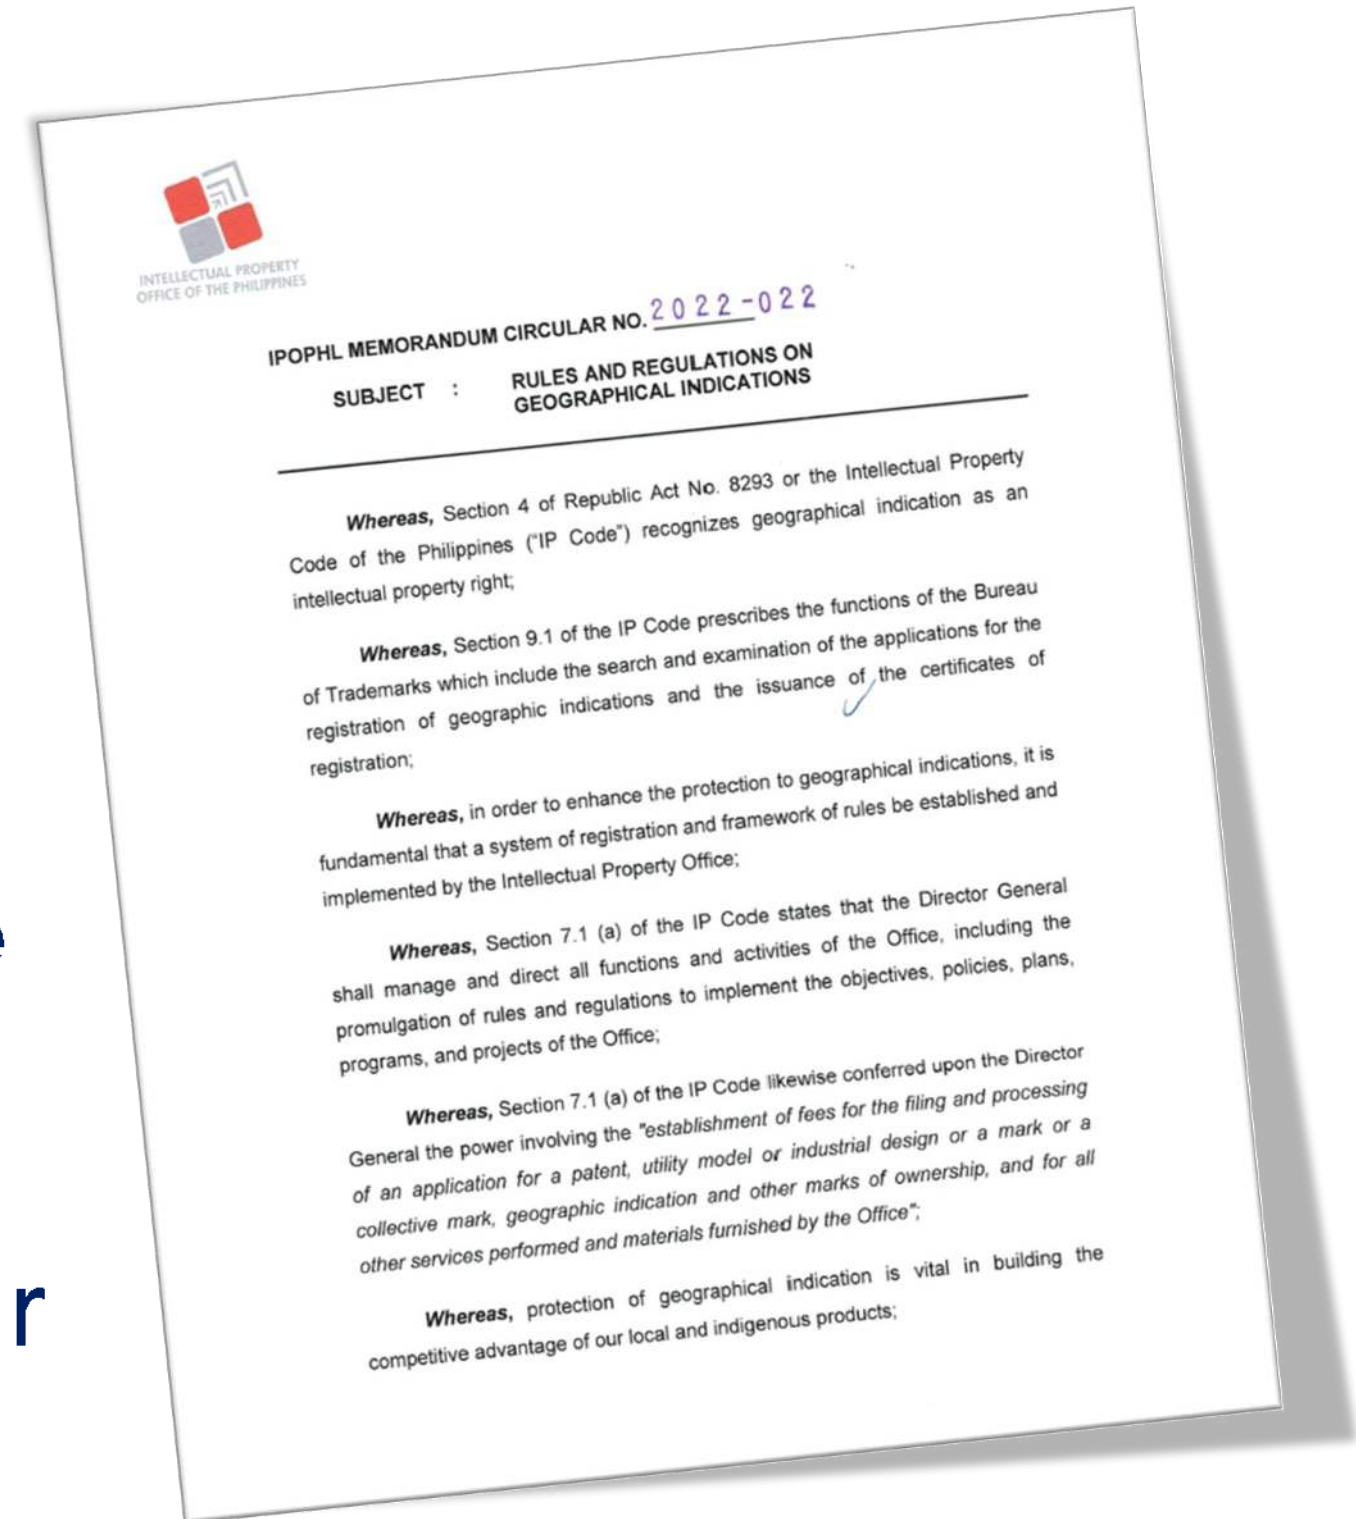 INTELLECTUAL PROPERTY
OFFICE OF THE PHILIPPINES
IPOPHL MEMORANDUM CIRCULAR NO. 2022-022
SUBJECT : RULES AND REGULATIONS ON
GEOGRAPHICAL INDICATIONS
Whereas, Section 4 of Republic Act No. 8293 or the Intellectual Property
Code of the Philippines ("IP Code") recognizes geographical indication as an
intellectual property right;
Whereas, Section 9.1 of the IP Code prescribes the functions of the Bureau
of Trademarks which include the search and examination of the applications for the
registration of geographic indications and the issuance of the certificates of
registration;
Whereas, in order to enhance the protection to geographical indications, it is
fundamental that a system of registration and framework of rules be established and
implemented by the Intellectual Property Office;
Whereas, Section 7.1 (a) of the IP Code states that the Director General
shall manage and direct all functions and activities of the Office, including the
promulgation of rules and regulations to implement the objectives, policies, plans,
programs, and projects of the Office;
Whereas, Section 7.1 (a) of the IP Code likewise conferred upon the Director
General the power involving the "establishment of fees for the filing and processing
of an application for a patent, utility model or industrial design or a mark or a
collective mark, geographic indication and other marks of ownership, and for all
other services performed and materials furnished by the Office";
Whereas, protection of geographical indication is vital in building the
competitive advantage of our local and indigenous products;
r